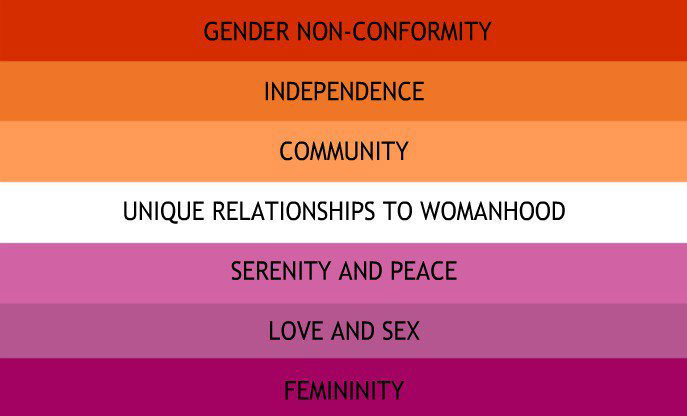 GENDER NON-CONFORMITY
INDEPENDENCE
COMMUNITY
UNIQUE RELATIONSHIPS TO WOMANHOOD
SERENITY AND PEACE
LOVE AND SEX
FEMININITY